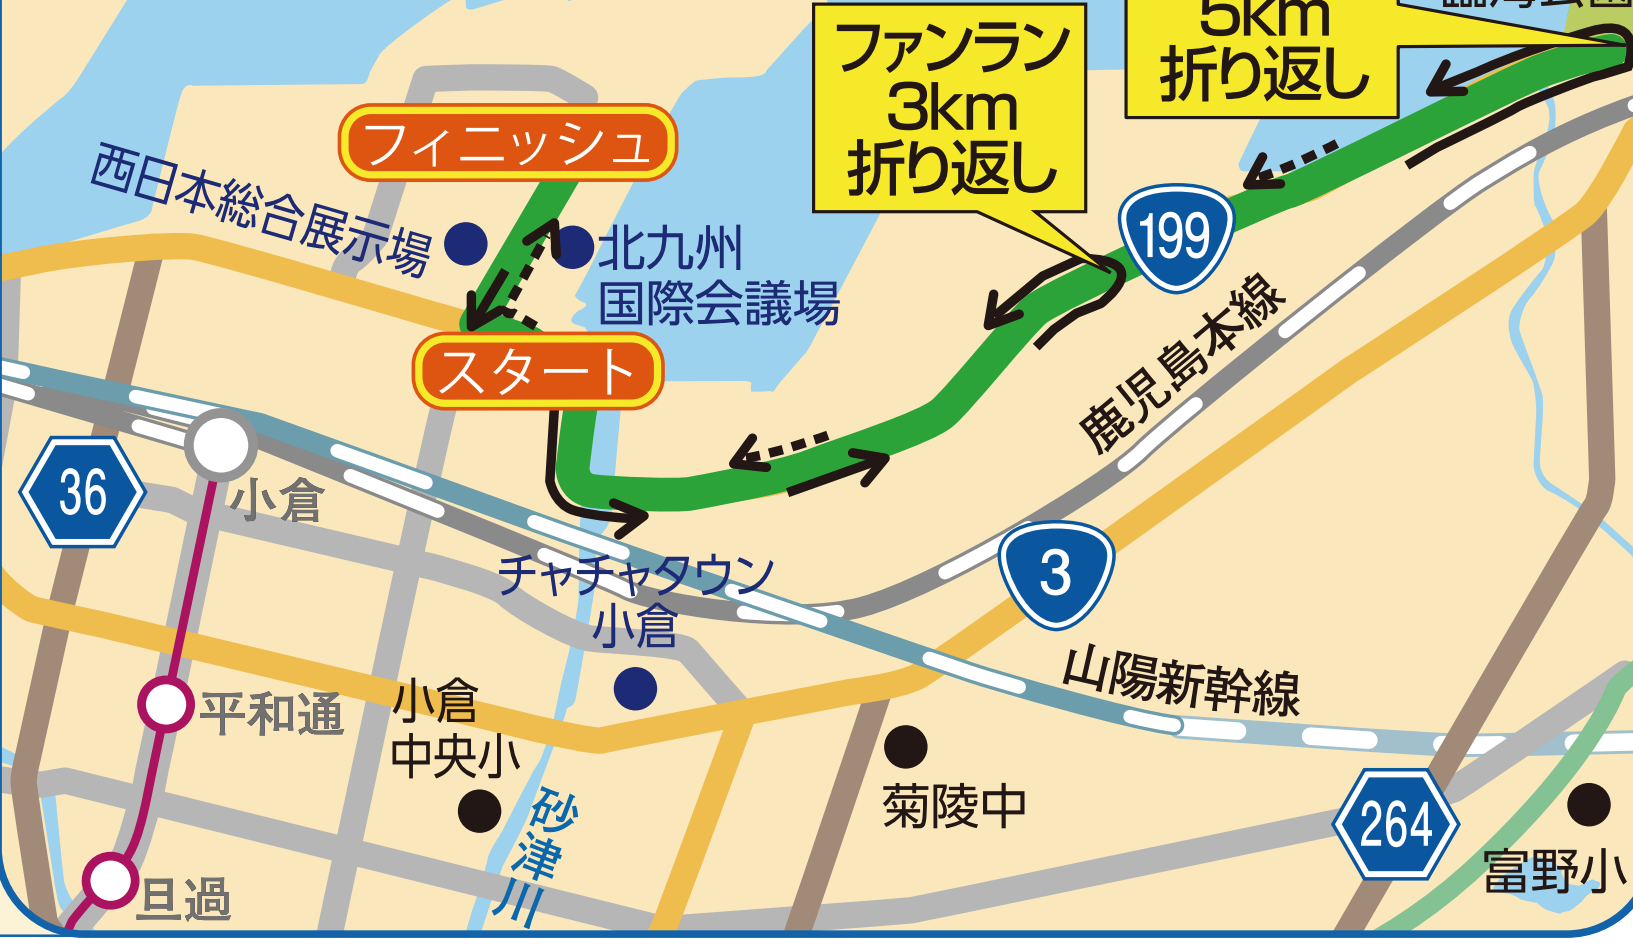 5km
折り返し
ファンラン
3km
折り返し
フィニッシュ
西日本総合展示場
北九州
国際会議場
199
スタート
鹿児島本線
36
小倉
チャチャタウン
小倉
3
山陽新幹線
平和通
小倉
中央小
菊陵中
砂津川
264
富野小
旦過